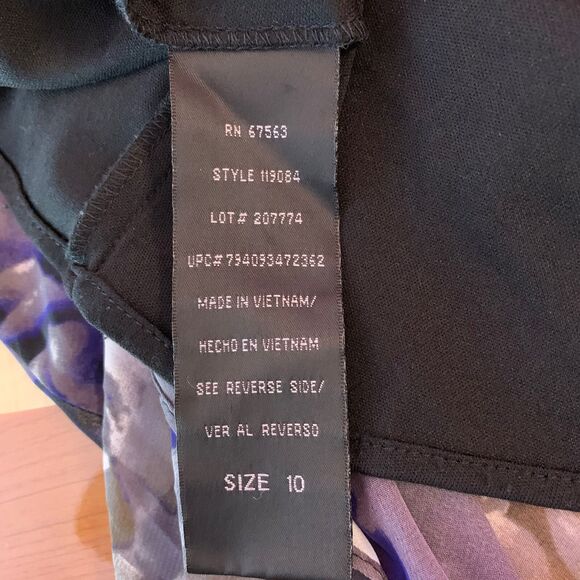 RN 67563
STYLE 119084
LOT# 207774
UPC# 794093472362
MADE IN VIETNAM/
HECHO EN VIETNAM
SEE REVERSE SIDE/
VER AL REVERSO
SIZE 10